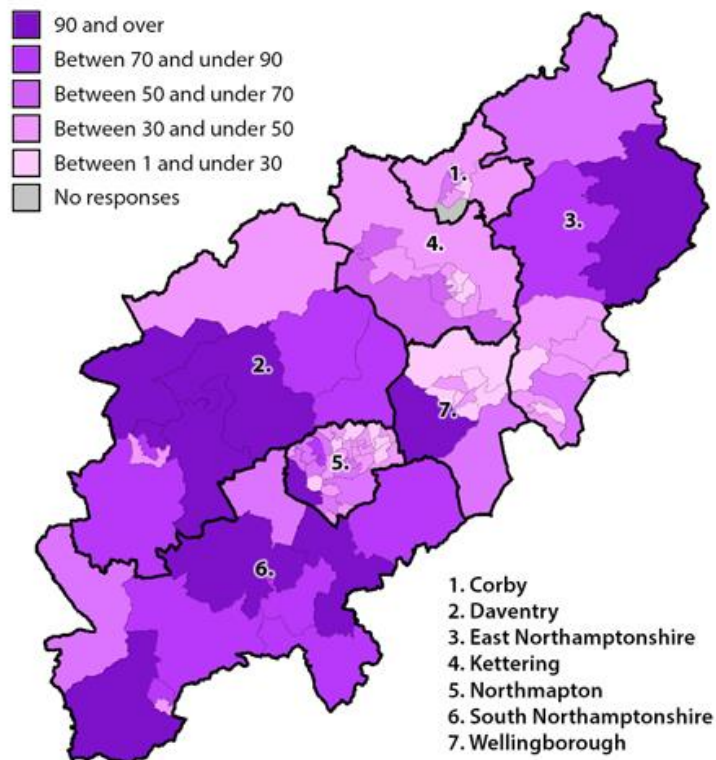 90 and over
Betwen 70 and under 90
Between 50 and under 70
Between 30 and under 50
Between 1 and under 30
No responses
1.
3.
4.
2.
7.
5.
6.
1. Corby
2. Daventry
3. East Northamptonshire
4. Kettering
5. Northmapton
6. South Northamptonshire
7. Wellingborough